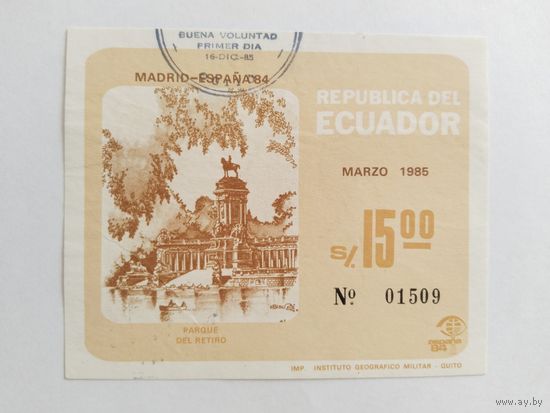 BUENA VOLUNTAD
PRIMER DIA
16-DIC-85
MADRID-ESPAÑA'84
REPUBLICA DEL
ECUADOR
MARZO 1985
S/. 15.00
Nº 01509
PARQUE
DEL RETIRO
españa
84
IMP. INSTITUTO GEOGRAFICO MILITAR - QUITO
www.ay.by